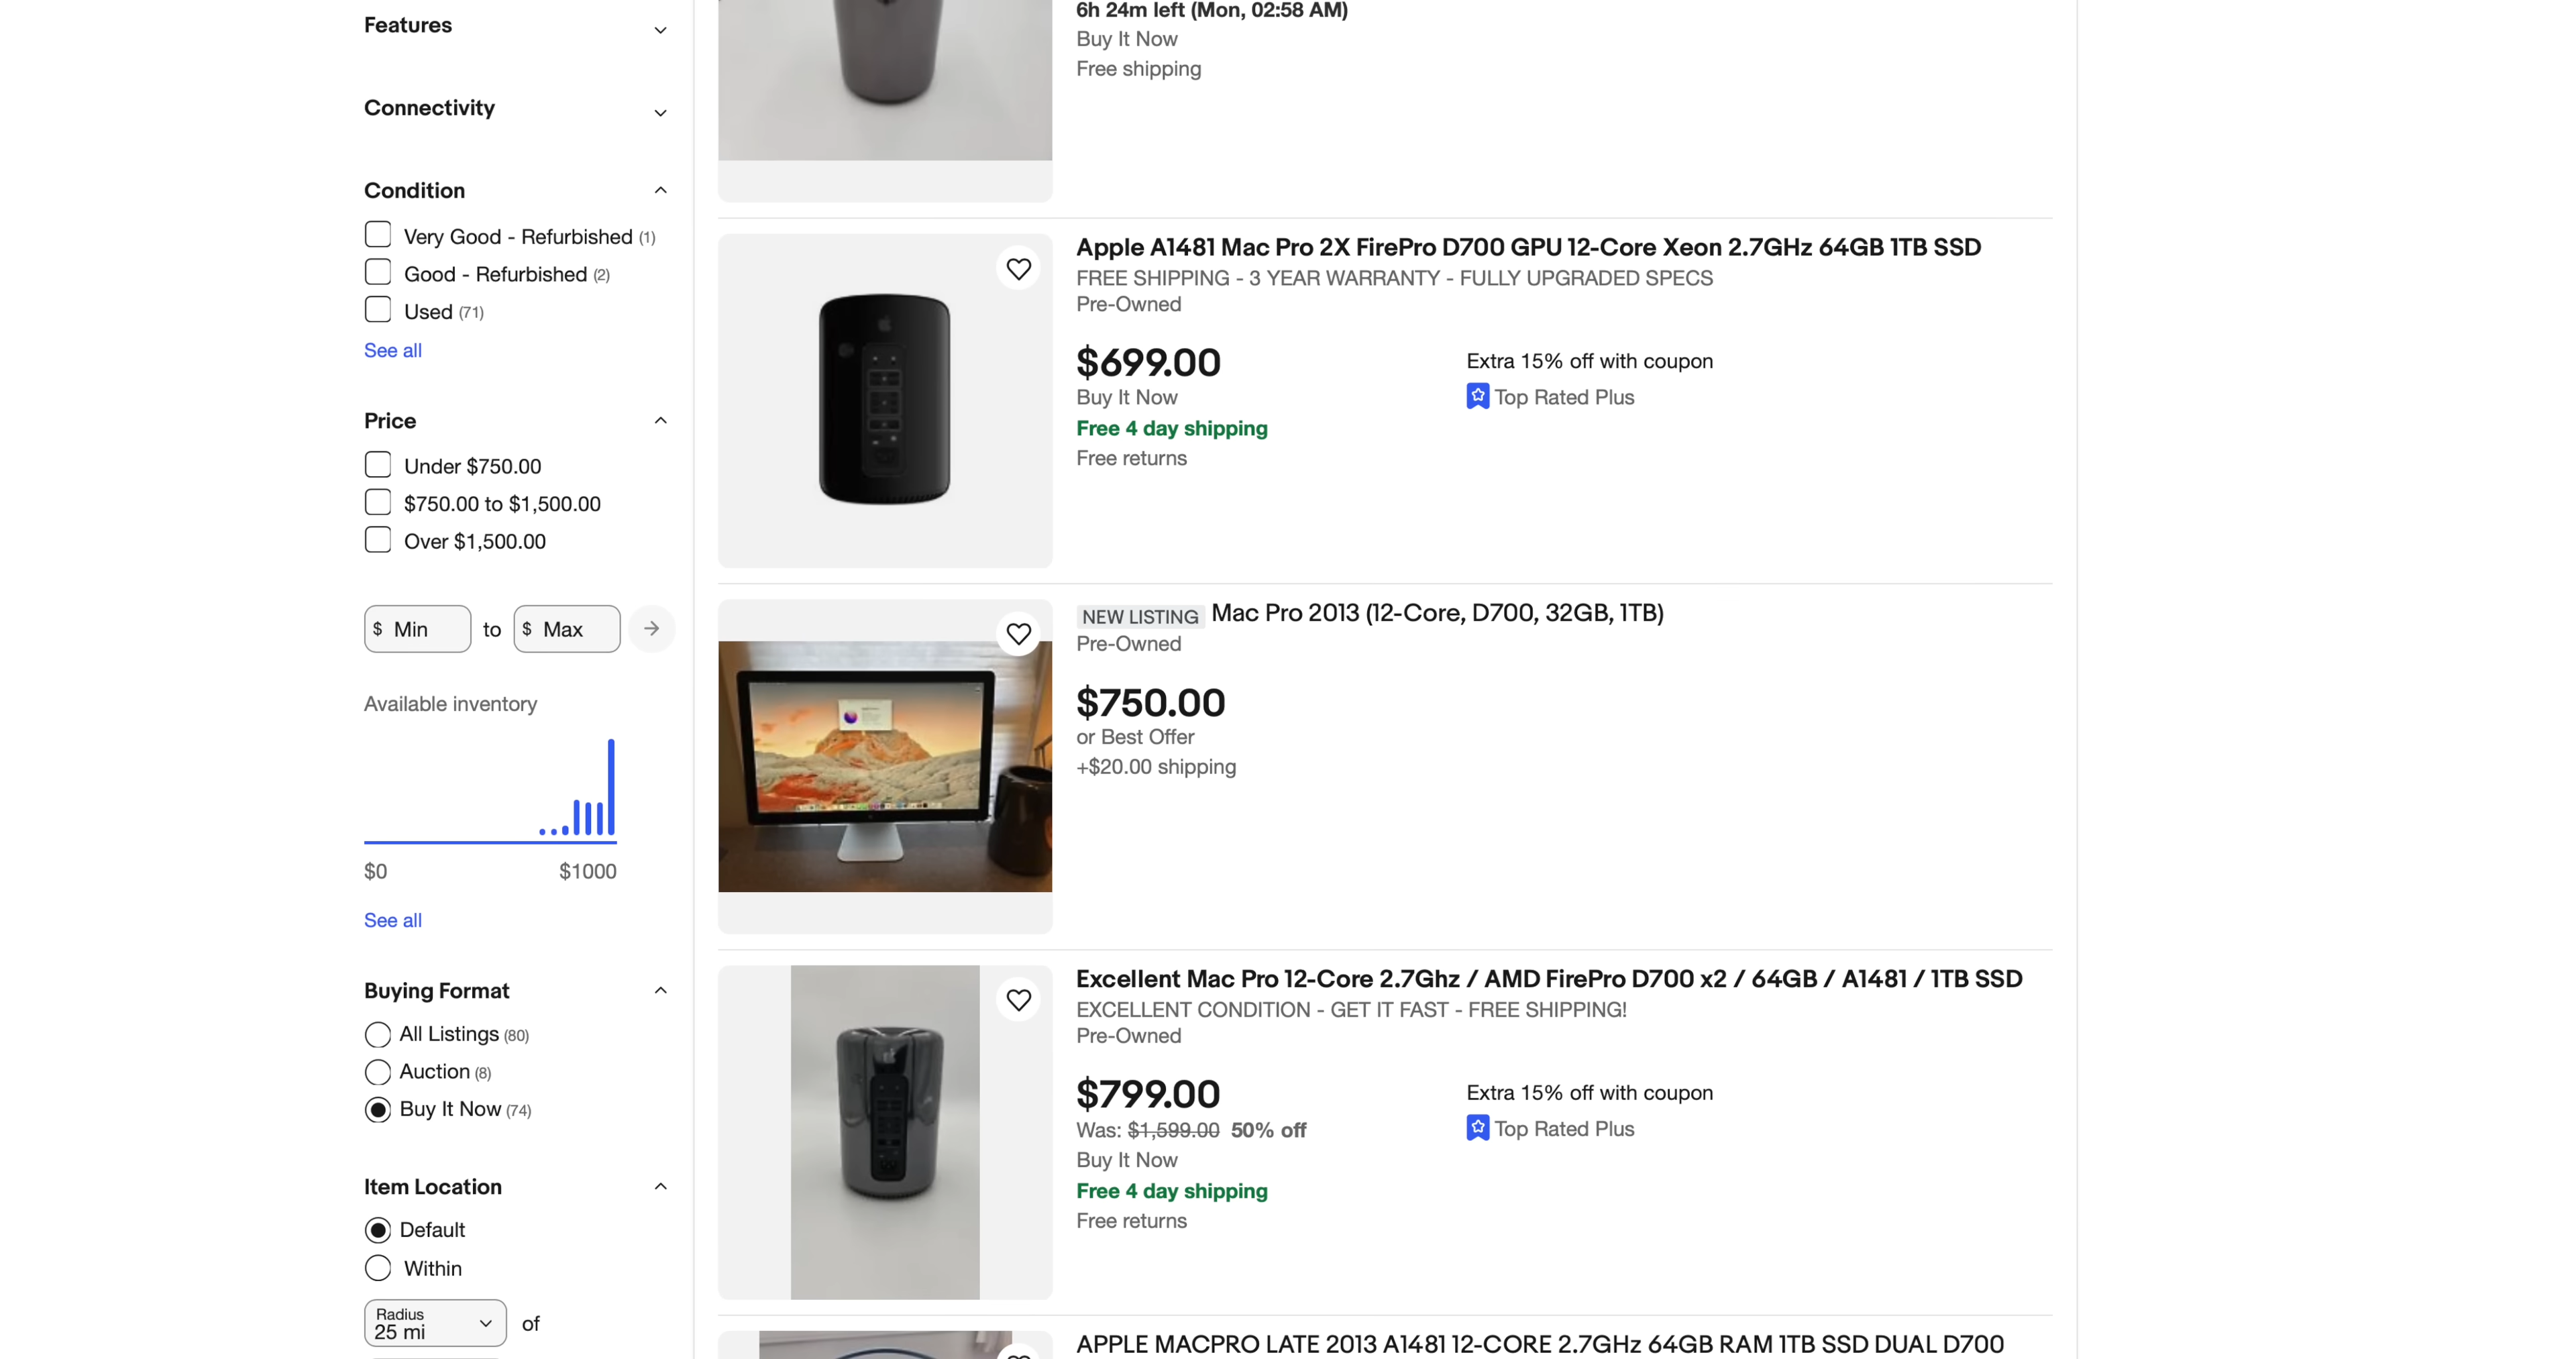 Features
Connectivity
Condition
Very Good - Refurbished (1)
Good - Refurbished (2)
Used (71)
See all
Price
Under $750.00
$750.00 to $1,500.00
Over $1,500.00
$ Min to $ Max
Available inventory
$0 $1000
See all
Buying Format
All Listings (80)
Auction (8)
Buy It Now (74)
Item Location
Default
Within
Radius
25 mi of
6h 24m left (Mon, 02:58 AM)
Buy It Now
Free shipping
Apple A1481 Mac Pro 2X FirePro D700 GPU 12-Core Xeon 2.7GHz 64GB 1TB SSD
FREE SHIPPING - 3 YEAR WARRANTY - FULLY UPGRADED SPECS
Pre-Owned
$699.00
Buy It Now
Free 4 day shipping
Free returns
Extra 15% off with coupon
Top Rated Plus
NEW LISTING Mac Pro 2013 (12-Core, D700, 32GB, 1TB)
Pre-Owned
$750.00
or Best Offer
+$20.00 shipping
Excellent Mac Pro 12-Core 2.7Ghz / AMD FirePro D700 x2 / 64GB / A1481 / 1TB SSD
EXCELLENT CONDITION - GET IT FAST - FREE SHIPPING!
Pre-Owned
$799.00
Was: $1,599.00 50% off
Buy It Now
Free 4 day shipping
Free returns
Extra 15% off with coupon
Top Rated Plus
APPLE MACPRO LATE 2013 A1481 12-CORE 2.7GHz 64GB RAM 1TB SSD DUAL D700